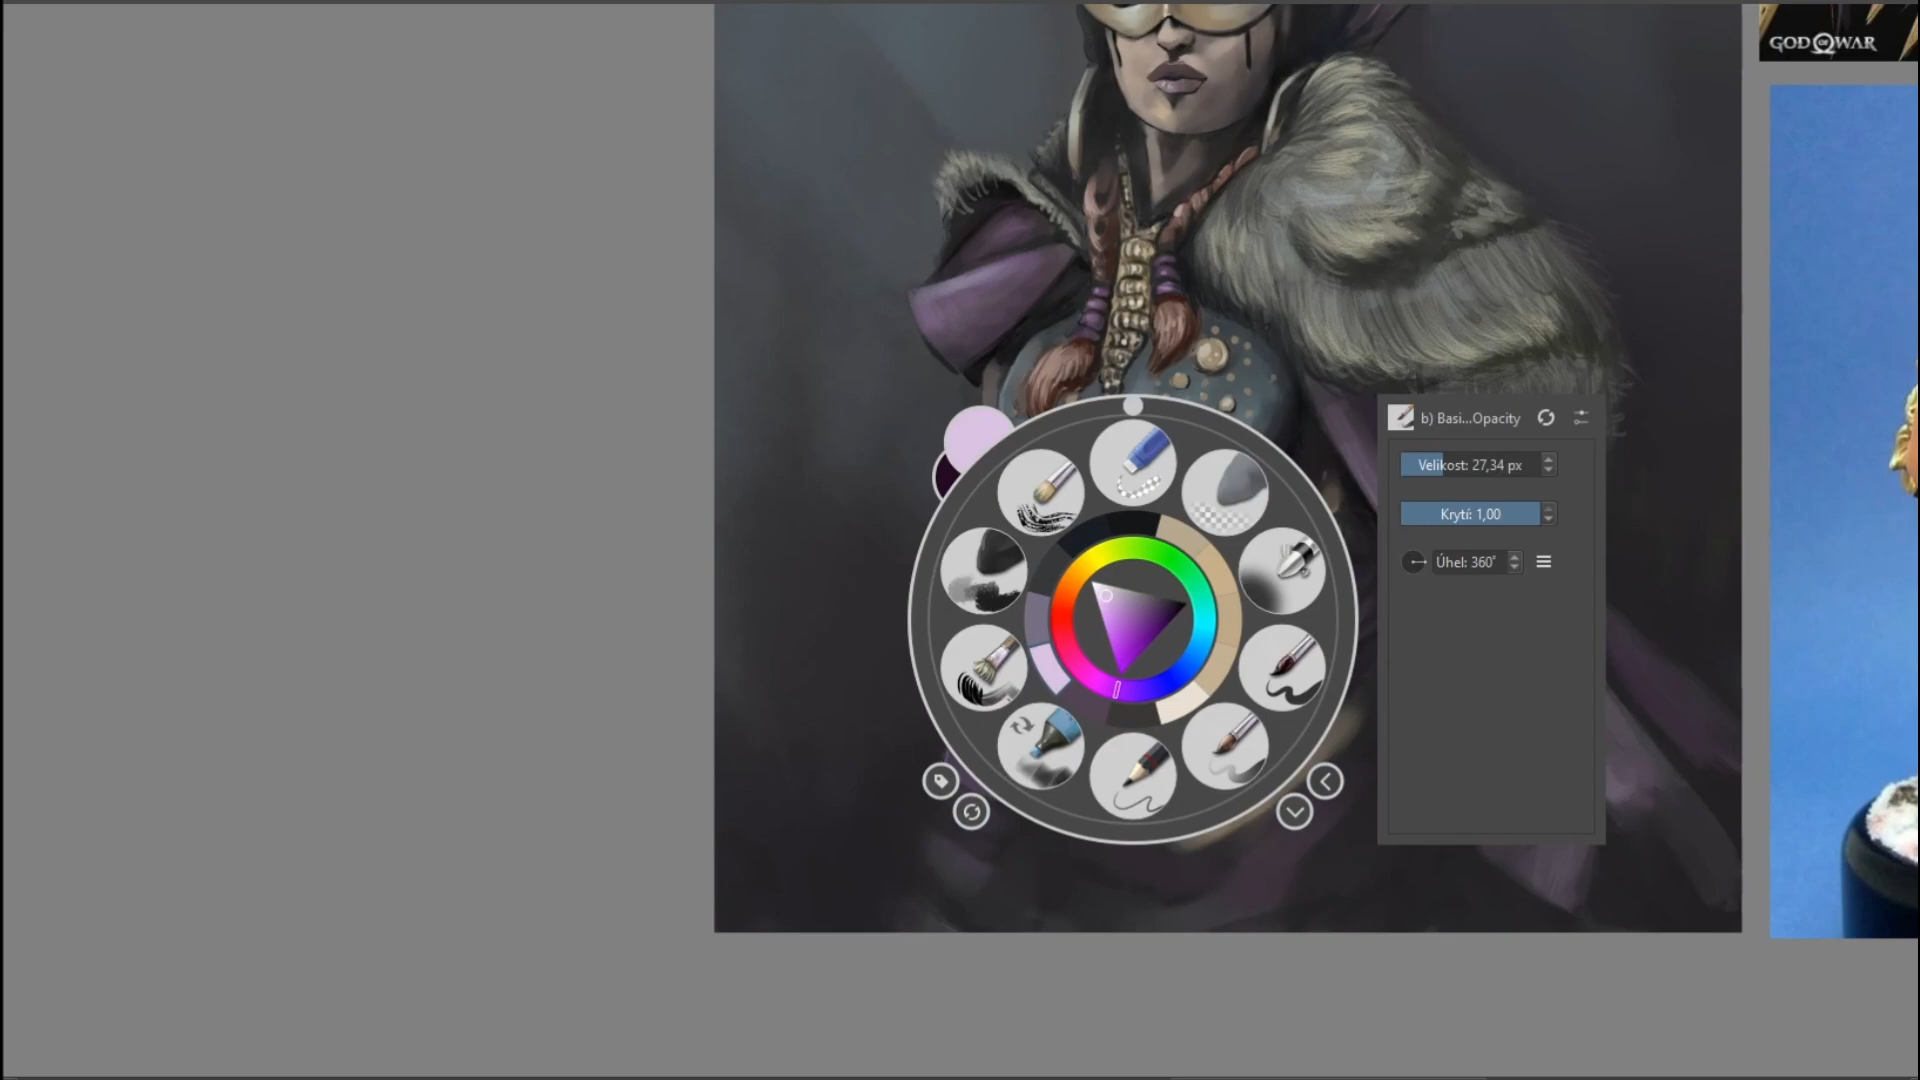 GOD OF WAR
b) Basi...Opacity
Velikost: 27,34 px
Krytí: 1,00
Úhel: 360°